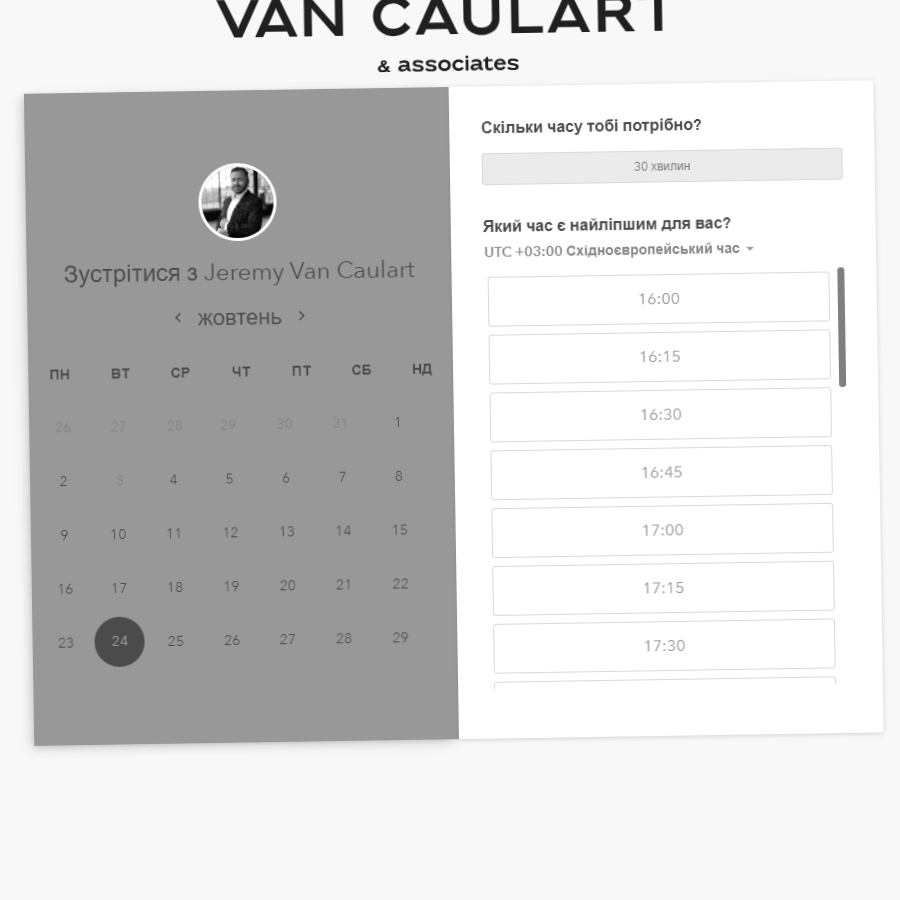 VAN CAULART
& associates
Зустрітися з Jeremy Van Caulart
жовтень
ПН ВТ СР ЧТ ПТ СБ НД
26 27 28 29 30 31 1
2 3 4 5 6 7 8
9 10 11 12 13 14 15
16 17 18 19 20 21 22
23 24 25 26 27 28 29
Скільки часу тобі потрібно?
30 хвилин
Який час є найліпшим для вас?
UTC +03:00 Східноєвропейський час
16:00
16:15
16:30
16:45
17:00
17:15
17:30